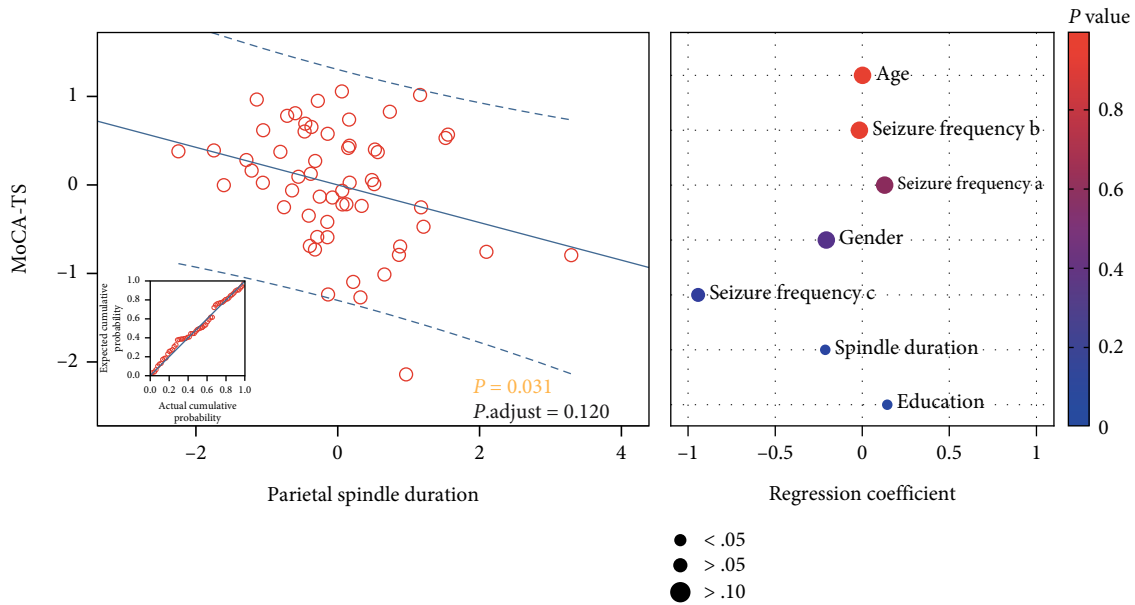 MoCA-TS
1
0
−1
−2
−2
0
2
4
Parietal spindle duration
P = 0.031
P.adjust = 0.120
Expected cumulative
probability
1.0
0.8
0.6
0.4
0.2
0.0
0.0 0.2 0.4 0.6 0.8 1.0
Actual cumulative
probability
Age
Seizure frequency b
Seizure frequency a
Gender
Seizure frequency c
Spindle duration
Education
−1
−0.5
0
0.5
1
Regression coefficient
< .05
> .05
> .10
P value
0.8
0.6
0.4
0.2
0